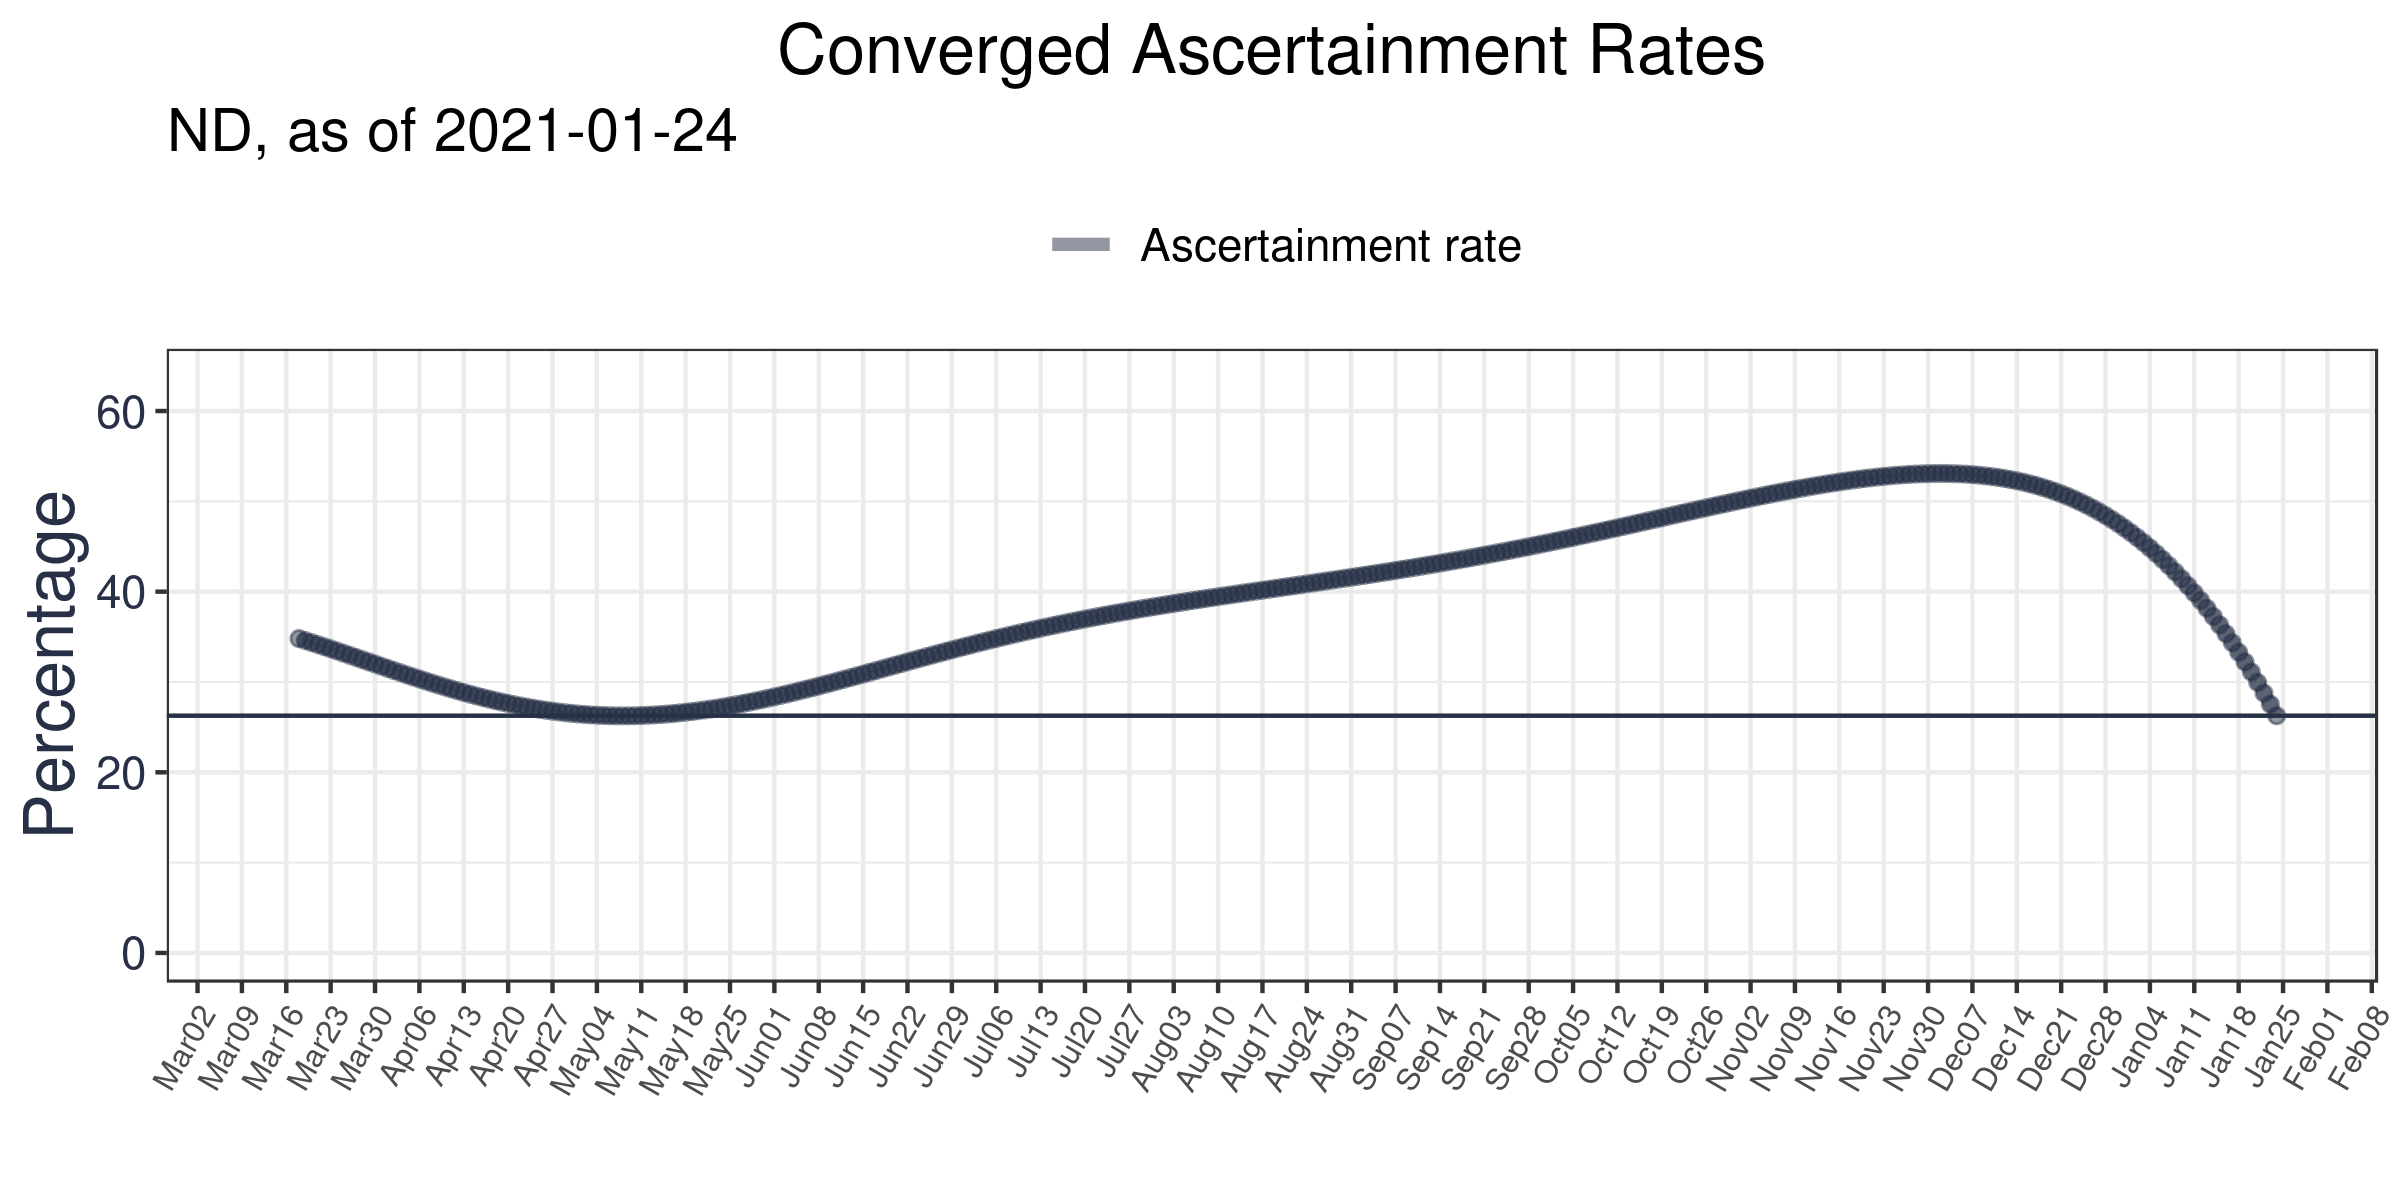 Converged Ascertainment Rates
ND, as of 2021-01-24
Ascertainment rate
Percentage
60
40
20
0
Mar02 Mar09 Mar16 Mar23 Mar30 Apr06 Apr13 Apr20 Apr27 May04 May11 May18 May25 Jun01 Jun08 Jun15 Jun22 Jun29 Jul06 Jul13 Jul20 Jul27 Aug03 Aug10 Aug17 Aug24 Aug31 Sep07 Sep14 Sep21 Sep28 Oct05 Oct12 Oct19 Oct26 Nov02 Nov09 Nov16 Nov23 Nov30 Dec07 Dec14 Dec21 Dec28 Jan04 Jan11 Jan18 Jan25 Feb01 Feb08